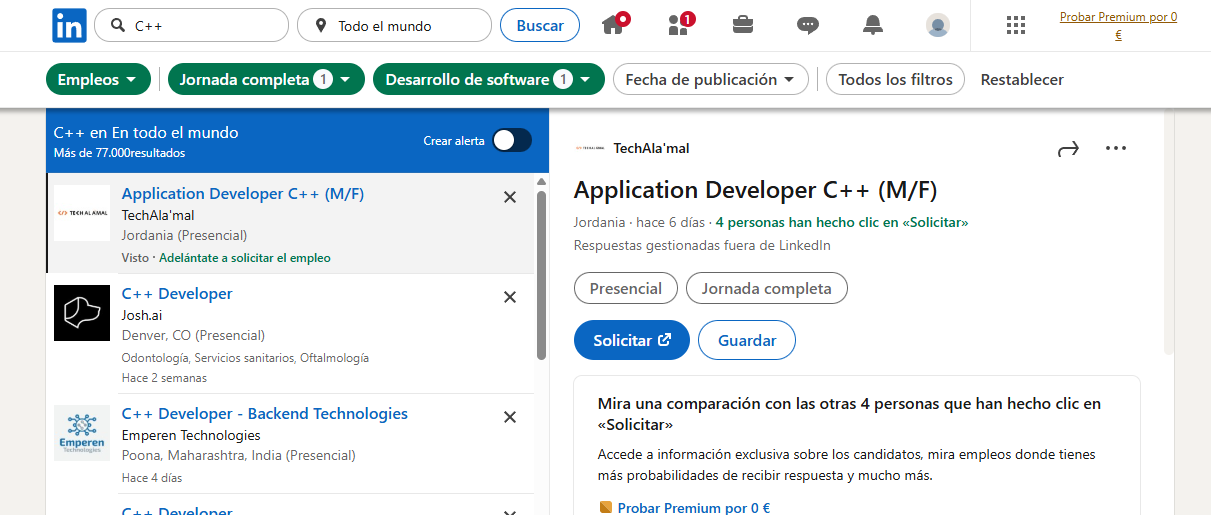 in
C++
Todo el mundo
Buscar
1
Probar Premium por 0
€
Empleos
Jornada completa 1
Desarrollo de software 1
Fecha de publicación
Todos los filtros
Restablecer
C++ en En todo el mundo
Más de 77.000resultados
Crear alerta
TECH ALA'MAL
Application Developer C++ (M/F)
TechAla'mal
Jordania (Presencial)
Visto · Adelántate a solicitar el empleo
C++ Developer
Josh.ai
Denver, CO (Presencial)
Odontología, Servicios sanitarios, Oftalmología
Hace 2 semanas
Emperen
Technologies
C++ Developer - Backend Technologies
Emperen Technologies
Poona, Maharashtra, India (Presencial)
Hace 4 días
C++ Developer
TECH ALA'MAL
TechAla'mal
Application Developer C++ (M/F)
Jordania · hace 6 días · 4 personas han hecho clic en «Solicitar»
Respuestas gestionadas fuera de LinkedIn
Presencial
Jornada completa
Solicitar
Guardar
Mira una comparación con las otras 4 personas que han hecho clic en
«Solicitar»
Accede a información exclusiva sobre los candidatos, mira empleos donde tienes
más probabilidades de recibir respuesta y mucho más.
Probar Premium por 0 €